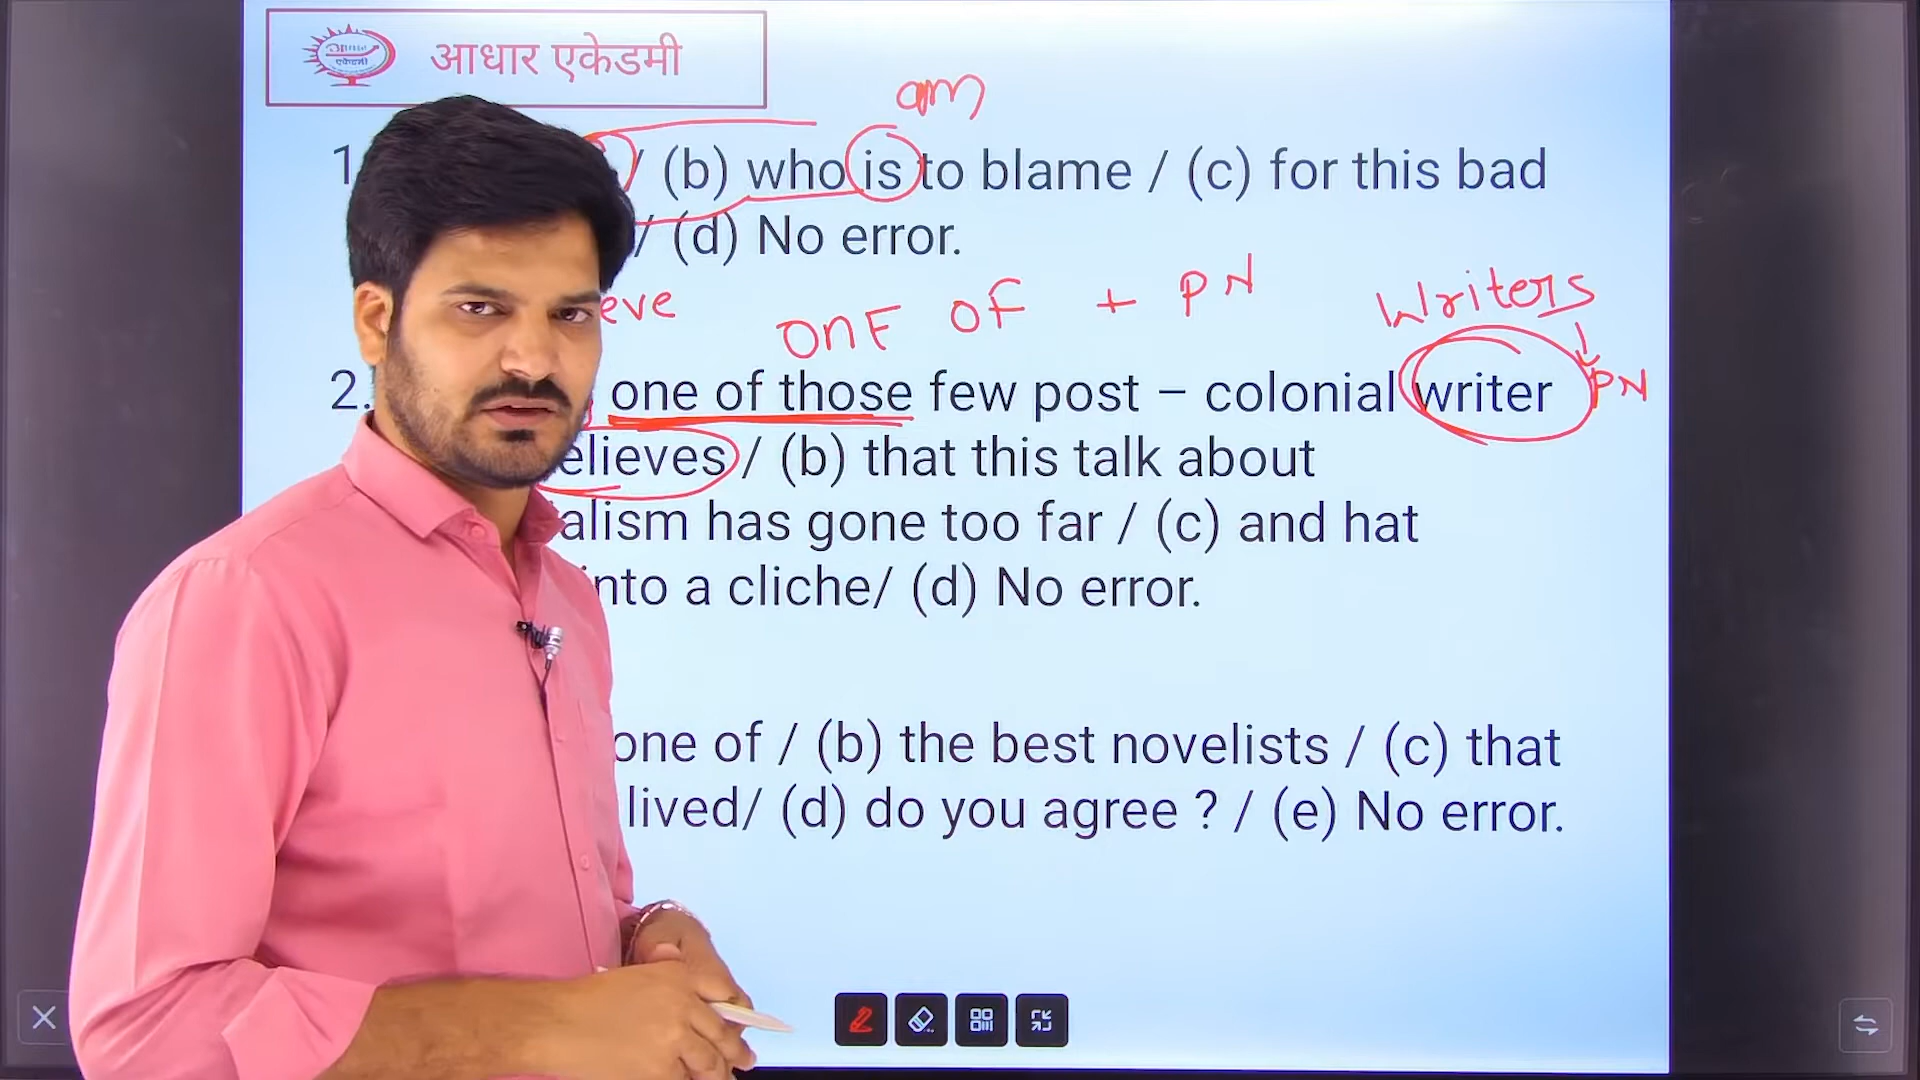 आधार एकेडमी
am
1
/ (b) who is to blame / (c) for this bad
/ (d) No error.
eve
ONE OF + PN
Writers
2. one of those few post – colonial writer
PN
elieves / (b) that this talk about
alism has gone too far / (c) and hat
into a cliche/ (d) No error.
one of / (b) the best novelists / (c) that
lived/ (d) do you agree ? / (e) No error.